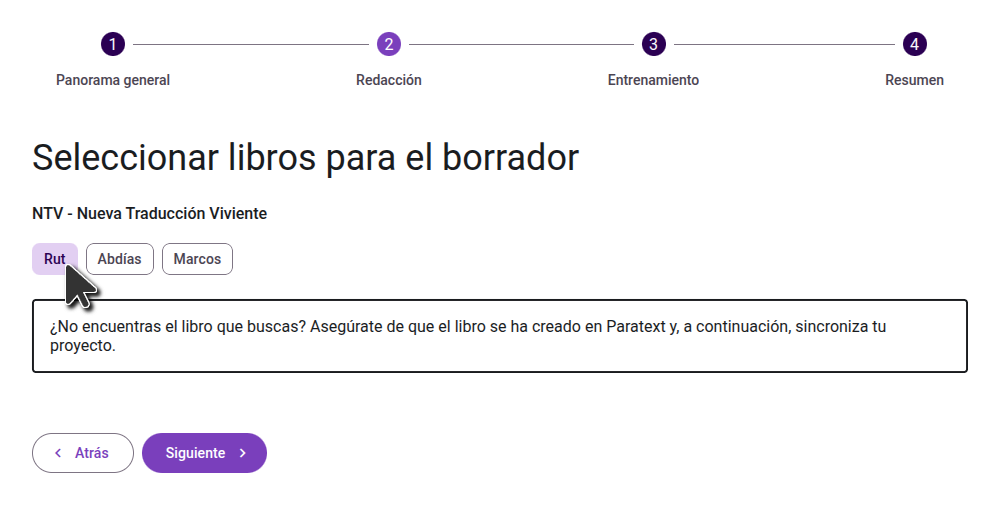 1 2 3 4
Panorama general Redacción Entrenamiento Resumen
Seleccionar libros para el borrador
NTV - Nueva Traducción Viviente
Rut Abdías Marcos
¿No encuentras el libro que buscas? Asegúrate de que el libro se ha creado en Paratext y, a continuación, sincroniza tu
proyecto.
Atrás Siguiente